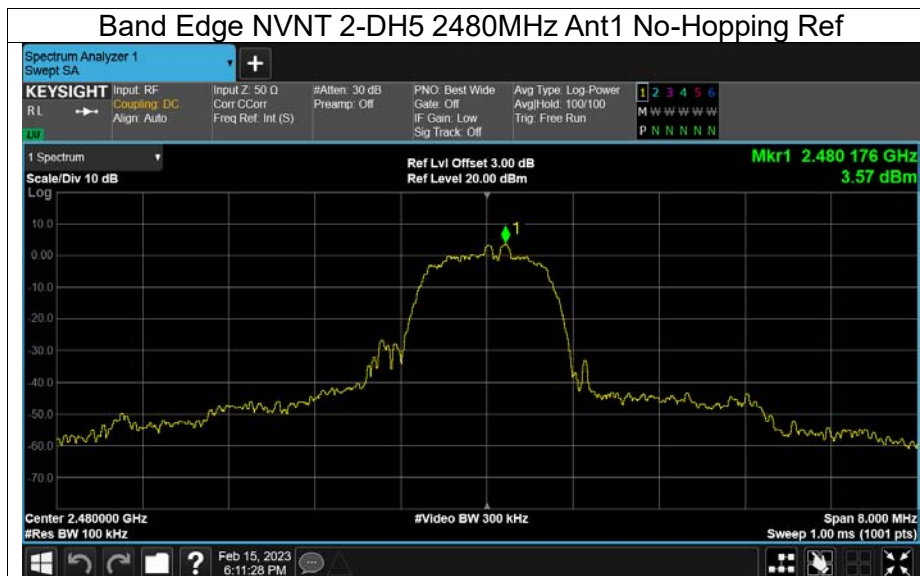 Band Edge NVNT 2-DH5 2480MHz Ant1 No-Hopping Ref
Spectrum Analyzer 1
Swept SA
+
KEYSIGHT
RL
LXI
Input: RF
Coupling: DC
Align: Auto
Input Z: 50 Ω
Corr CCorr
Freq Ref: Int (S)
#Atten: 30 dB
Preamp: Off
PNO: Best Wide
Gate: Off
IF Gain: Low
Sig Track: Off
Avg Type: Log-Power
Avg|Hold: 100/100
Trig: Free Run
1 2 3 4 5 6
M W W W W W
P N N N N N
1 Spectrum
Scale/Div 10 dB
Log
Ref Lvl Offset 3.00 dB
Ref Level 20.00 dBm
Mkr1 2.480 176 GHz
3.57 dBm
1
10.0
0.00
-10.0
-20.0
-30.0
-40.0
-50.0
-60.0
-70.0
Center 2.480000 GHz
#Res BW 100 kHz
#Video BW 300 kHz
Span 8.000 MHz
Sweep 1.00 ms (1001 pts)
?
Feb 15, 2023
6:11:28 PM